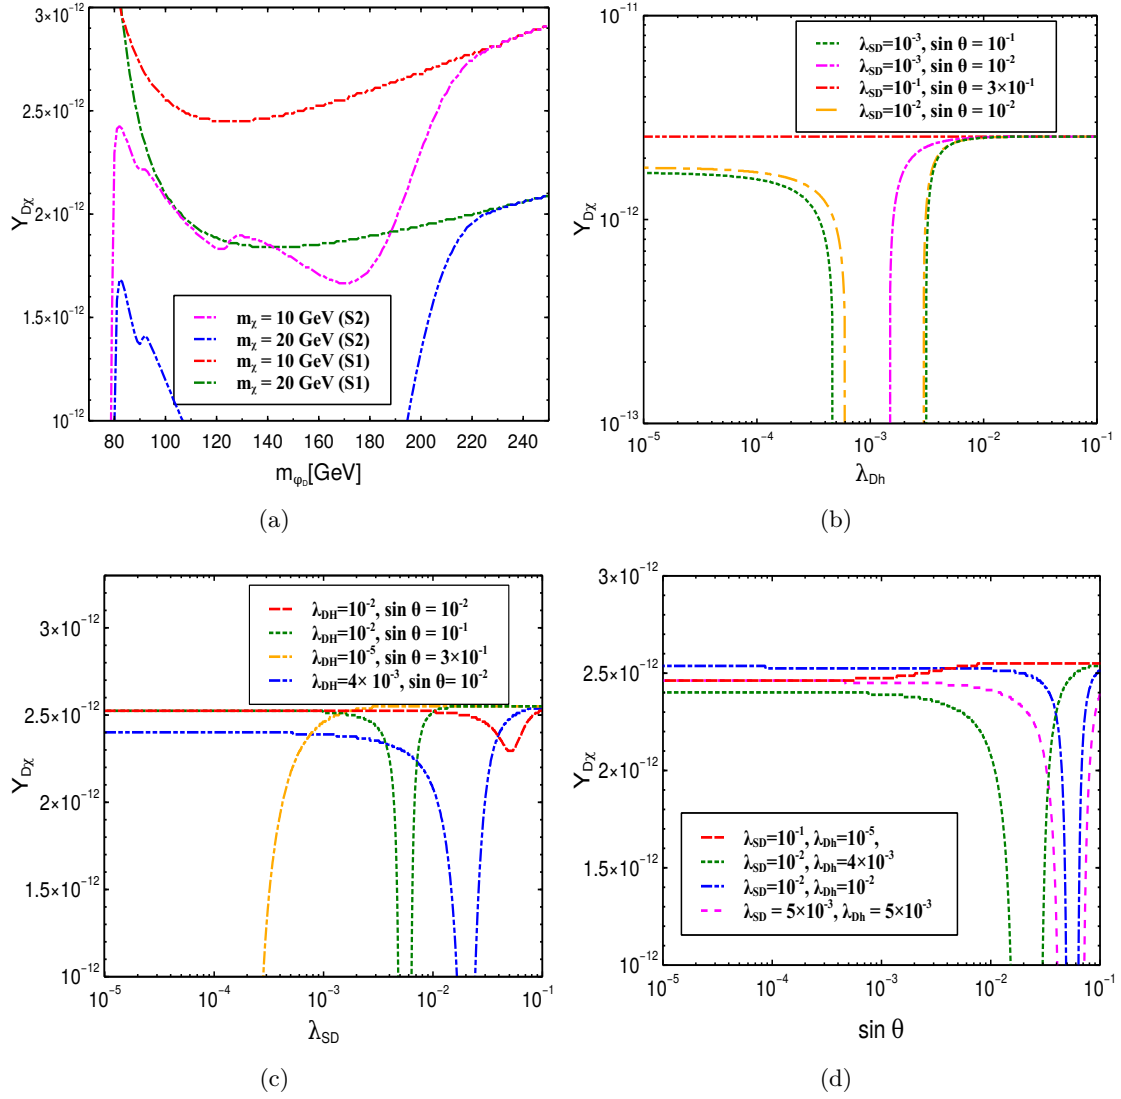 3×10⁻¹²
2.5×10⁻¹²
2×10⁻¹²
1.5×10⁻¹²
10⁻¹²
Y_Dχ
80 100 120 140 160 180 200 220 240
m_φ_D[GeV]
m_χ = 10 GeV (S2)
m_χ = 20 GeV (S2)
m_χ = 10 GeV (S1)
m_χ = 20 GeV (S1)
(a)
10⁻¹¹
10⁻¹²
10⁻¹³
Y_Dχ
10⁻⁵ 10⁻⁴ 10⁻³ 10⁻² 10⁻¹
λ_Dh
λ_SD=10⁻³, sin θ = 10⁻¹
λ_SD=10⁻³, sin θ = 10⁻²
λ_SD=10⁻¹, sin θ = 3×10⁻¹
λ_SD=10⁻², sin θ = 10⁻²
(b)
3×10⁻¹²
2.5×10⁻¹²
2×10⁻¹²
1.5×10⁻¹²
10⁻¹²
Y_Dχ
10⁻⁵ 10⁻⁴ 10⁻³ 10⁻² 10⁻¹
λ_SD
λ_DH=10⁻², sin θ = 10⁻²
λ_DH=10⁻², sin θ = 10⁻¹
λ_DH=10⁻⁵, sin θ = 3×10⁻¹
λ_DH=4× 10⁻³, sin θ= 10⁻²
(c)
3×10⁻¹²
2.5×10⁻¹²
2×10⁻¹²
1.5×10⁻¹²
10⁻¹²
Y_Dχ
10⁻⁵ 10⁻⁴ 10⁻³ 10⁻² 10⁻¹
sin θ
λ_SD=10⁻¹, λ_Dh=10⁻⁵,
λ_SD=10⁻², λ_Dh=4×10⁻³
λ_SD=10⁻², λ_Dh=10⁻²
λ_SD = 5×10⁻³, λ_Dh = 5×10⁻³
(d)